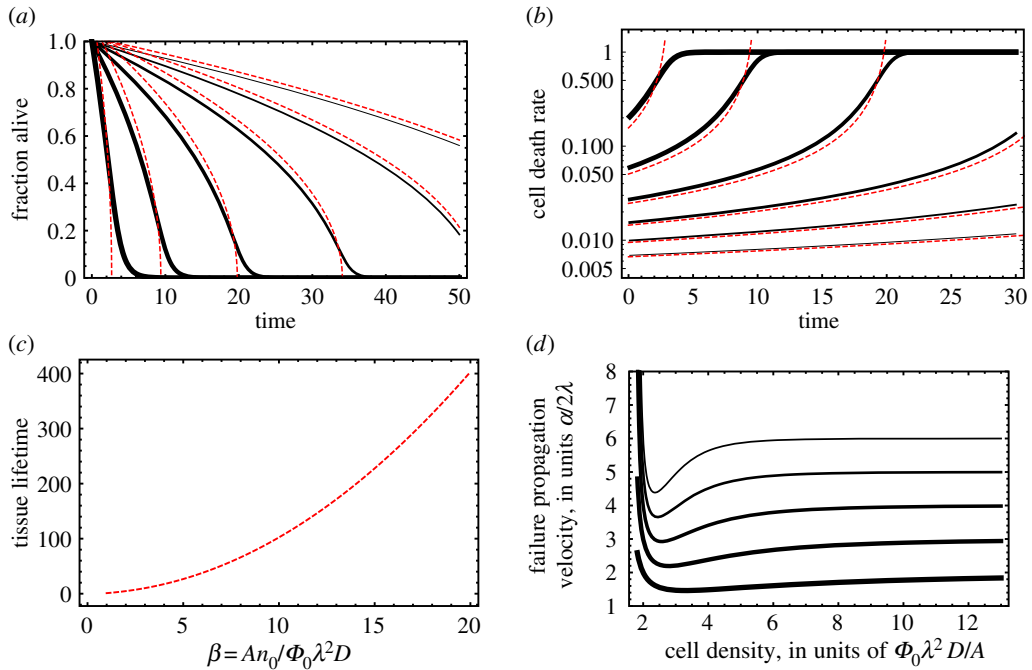 (a)
1.0
0.8
0.6
0.4
0.2
0
fraction alive
0 10 20 30 40 50
time
(b)
1
0.500
0.100
0.050
0.010
0.005
cell death rate
0 5 10 15 20 25 30
time
(c)
400
300
200
100
0
tissue lifetime
0 5 10 15 20
β = An₀/Φ₀λ²D
(d)
8
7
6
5
4
3
2
1
failure propagation
velocity, in units α/2λ
2 4 6 8 10 12
cell density, in units of Φ₀λ² D/A